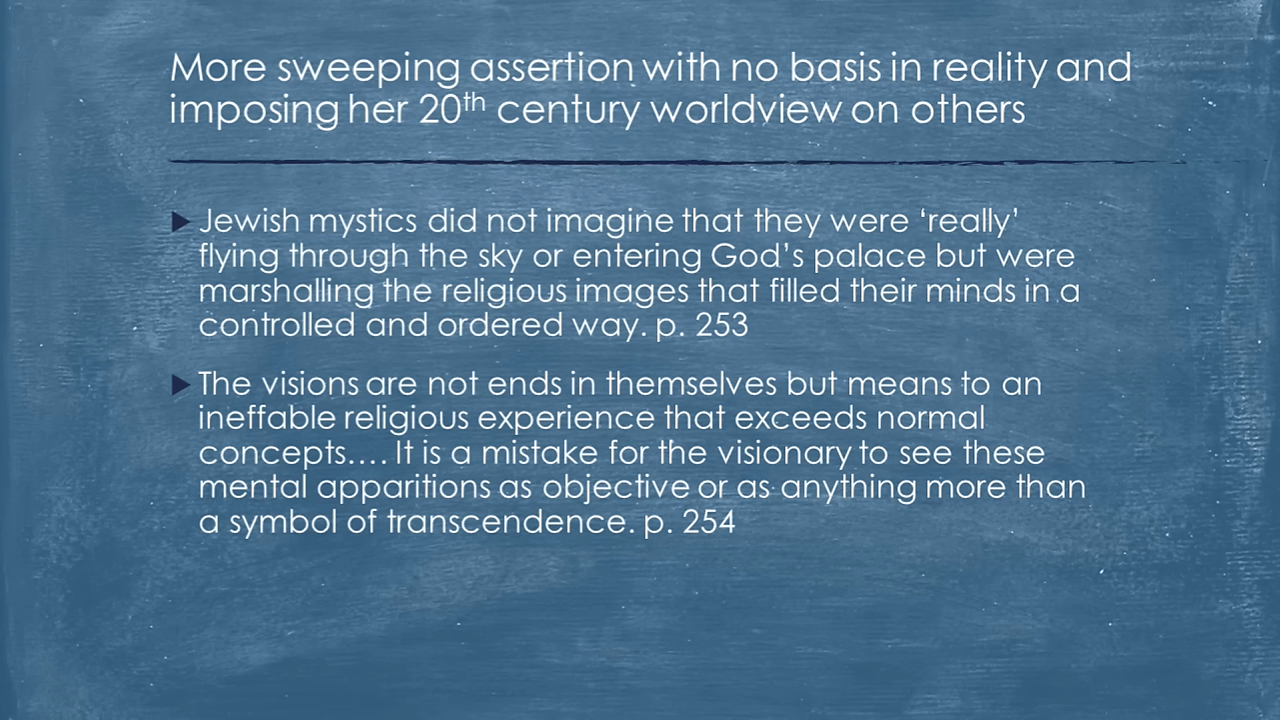 More sweeping assertion with no basis in reality and
imposing her 20th century worldview on others
Jewish mystics did not imagine that they were ‘really’
flying through the sky or entering God’s palace but were
marshalling the religious images that filled their minds in a
controlled and ordered way. p. 253
The visions are not ends in themselves but means to an
ineffable religious experience that exceeds normal
concepts…. It is a mistake for the visionary to see these
mental apparitions as objective or as anything more than
a symbol of transcendence. p. 254